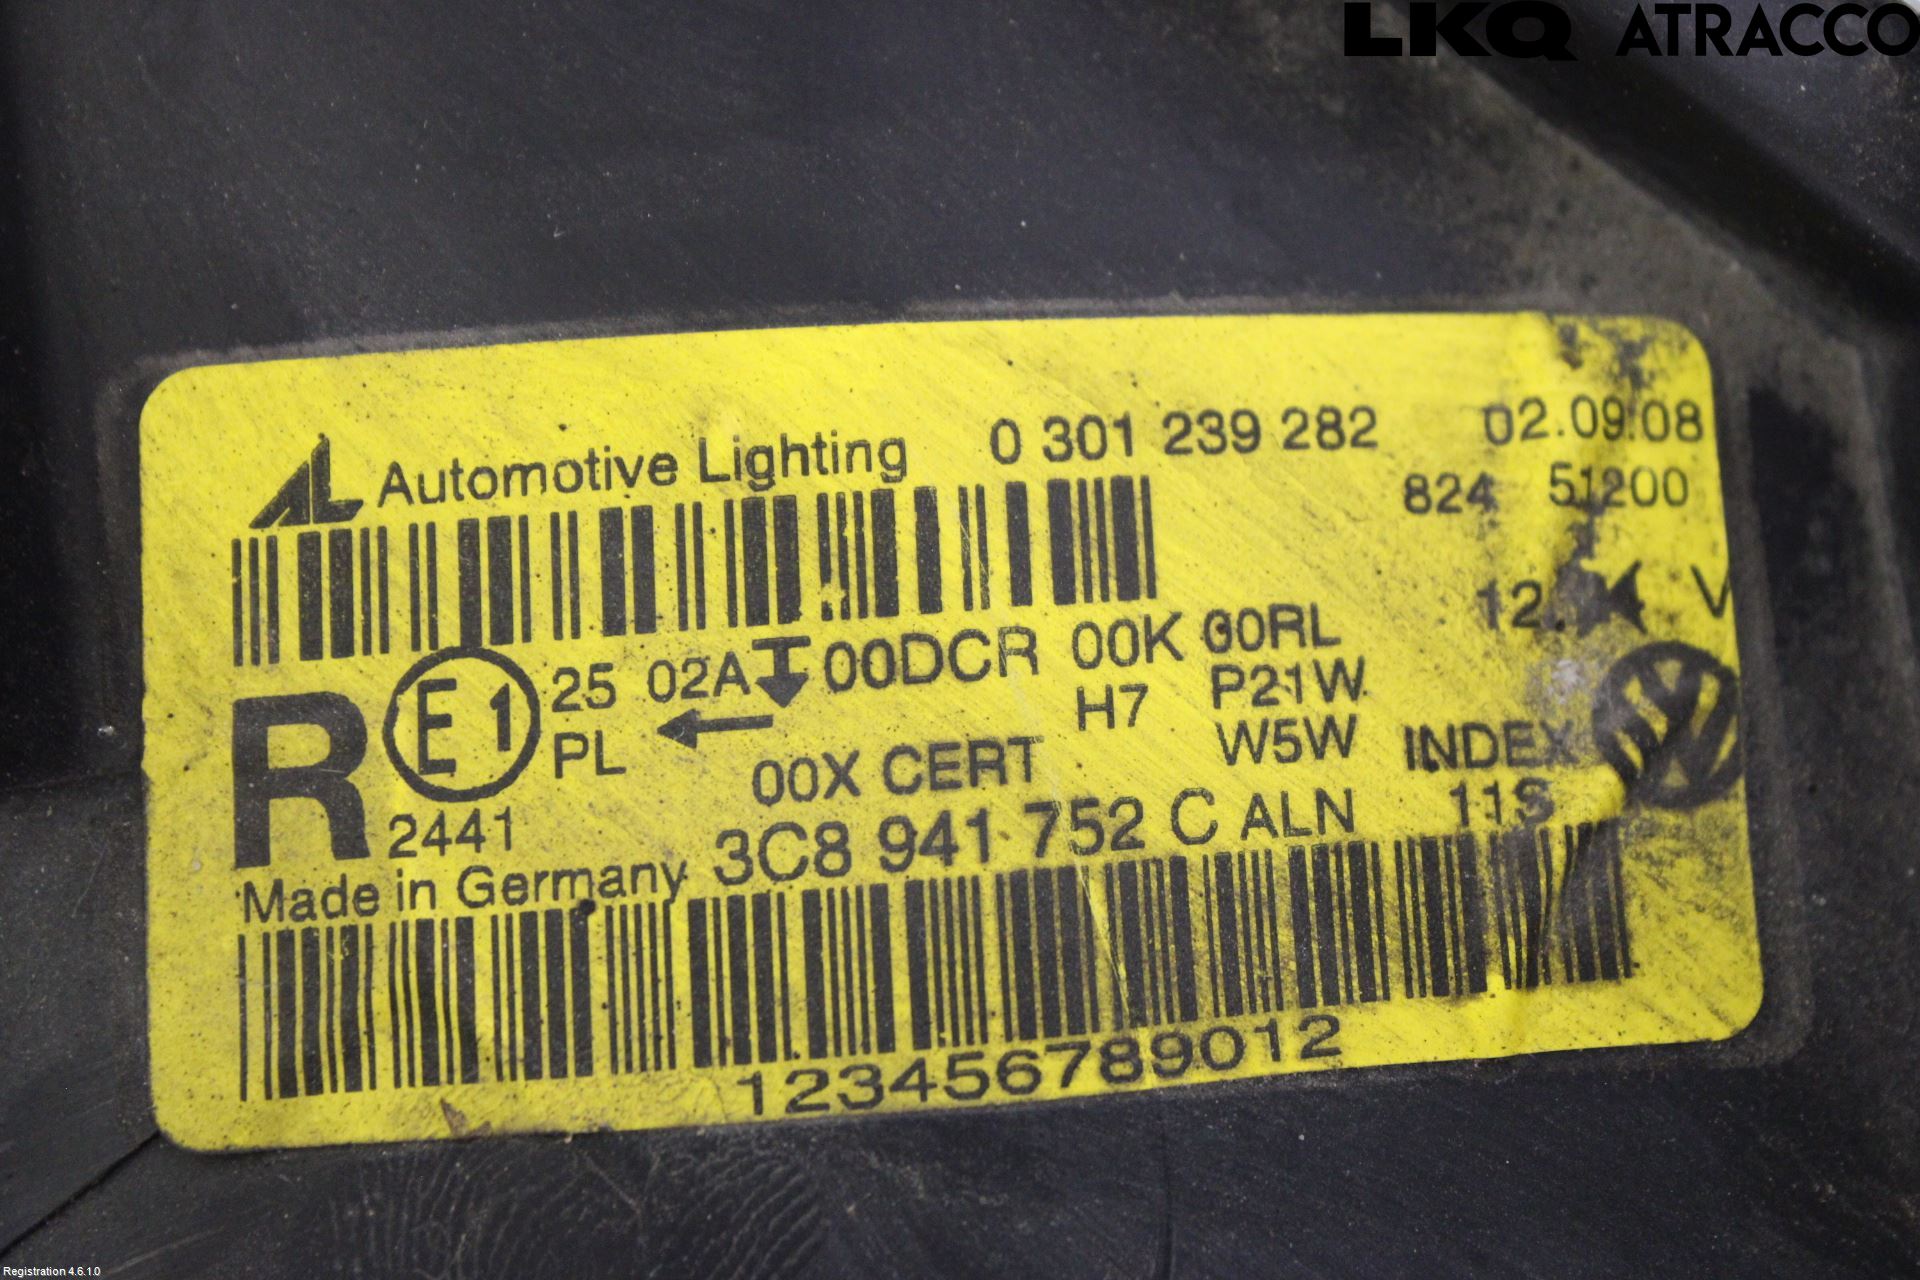 LKQ ATRACCO
AL Automotive Lighting 0 301 239 282 02.09.08
824 51200
12. V
R E1 25 02A 00DCR 00K 00RL
PL H7 P21W
00X CERT W5W INDEX
2441 3C8 941 752 C ALN 11S
Made in Germany
123456789012
Registration 4.6.1.0